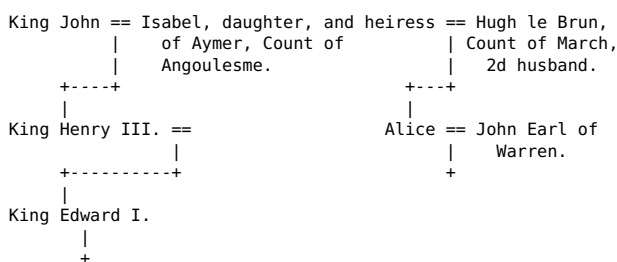 King John == Isabel, daughter, and heiress == Hugh le Brun,
| of Aymer, Count of | Count of March,
| Angoulesme. | 2d husband.
+----+ +---+
| |
King Henry III. == Alice == John Earl of
| | Warren.
+----------+ +
|
King Edward I.
|
+